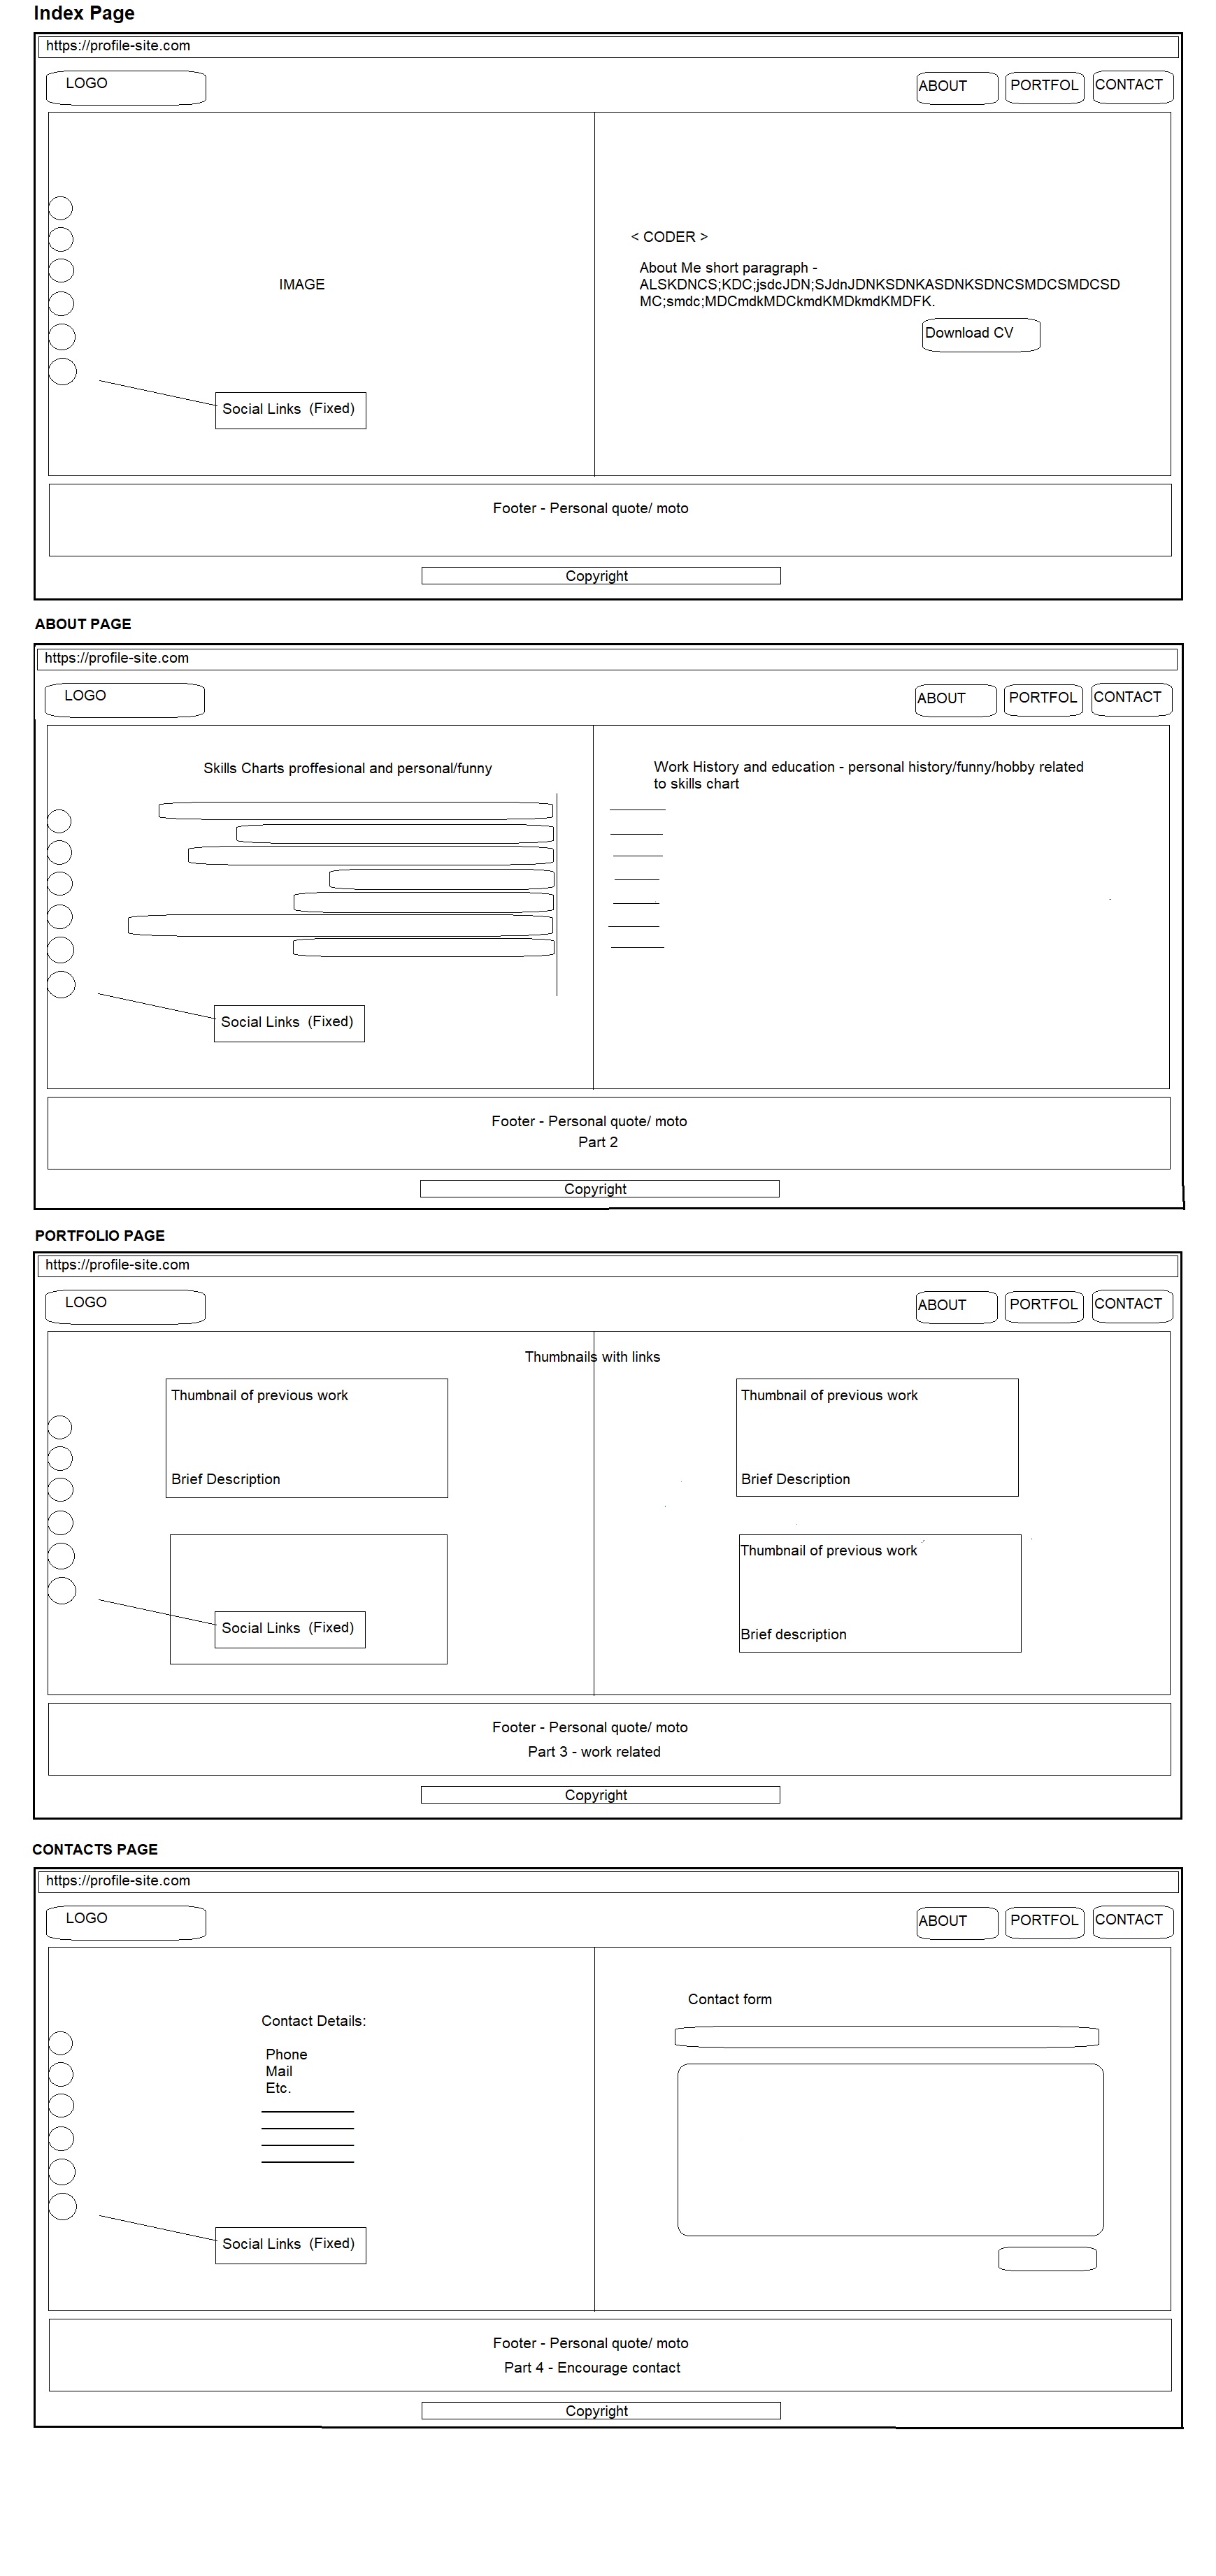 Index Page
https://profile-site.com
LOGO
ABOUT
PORTFOL
CONTACT
< CODER >
About Me short paragraph -
ALSKDNCS;KDC;jsdcJDN;SJdnJDNKSDNKASDNKSDNCSMDCSMDCSD
MC;smdc;MDCmdkMDCkmdKMDkmdKMDFK.
IMAGE
Download CV
Social Links (Fixed)
Footer - Personal quote/ moto
Copyright
ABOUT PAGE
https://profile-site.com
LOGO
ABOUT
PORTFOL
CONTACT
Skills Charts proffesional and personal/funny
Work History and education - personal history/funny/hobby related
to skills chart
Social Links (Fixed)
Footer - Personal quote/ moto
Part 2
Copyright
PORTFOLIO PAGE
https://profile-site.com
LOGO
ABOUT
PORTFOL
CONTACT
Thumbnails with links
Thumbnail of previous work
Brief Description
Thumbnail of previous work
Brief Description
Thumbnail of previous work
Brief description
Social Links (Fixed)
Footer - Personal quote/ moto
Part 3 - work related
Copyright
CONTACTS PAGE
https://profile-site.com
LOGO
ABOUT
PORTFOL
CONTACT
Contact Details:
Phone
Mail
Etc.
Contact form
Social Links (Fixed)
Footer - Personal quote/ moto
Part 4 - Encourage contact
Copyright